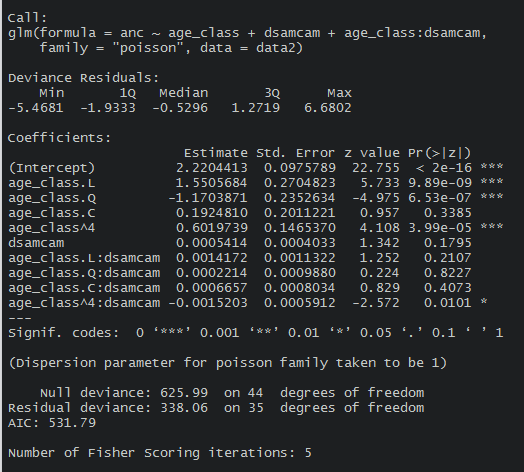 Call:
glm(formula = anc ~ age_class + dsamcam + age_class:dsamcam,
    family = "poisson", data = data2)

Deviance Residuals:
    Min       1Q   Median       3Q      Max
-5.4681  -1.9333  -0.5296   1.2719   6.6802

Coefficients:
                      Estimate Std. Error z value Pr(>|z|)
(Intercept)          2.2204413  0.0975789  22.755  < 2e-16 ***
age_class.L          1.5505684  0.2704823   5.733 9.89e-09 ***
age_class.Q         -1.1703871  0.2352634  -4.975 6.53e-07 ***
age_class.C          0.1924810  0.2011221   0.957   0.3385
age_class^4          0.6019739  0.1465370   4.108 3.99e-05 ***
dsamcam              0.0005414  0.0004033   1.342   0.1795
age_class.L:dsamcam  0.0014172  0.0011322   1.252   0.2107
age_class.Q:dsamcam  0.0002214  0.0009880   0.224   0.8227
age_class.C:dsamcam  0.0006657  0.0008034   0.829   0.4073
age_class^4:dsamcam -0.0015203  0.0005912  -2.572   0.0101 *
---
Signif. codes:  0 ‘***’ 0.001 ‘**’ 0.01 ‘*’ 0.05 ‘.’ 0.1 ‘ ’ 1

(Dispersion parameter for poisson family taken to be 1)

    Null deviance: 625.99  on 44  degrees of freedom
Residual deviance: 338.06  on 35  degrees of freedom
AIC: 531.79

Number of Fisher Scoring iterations: 5